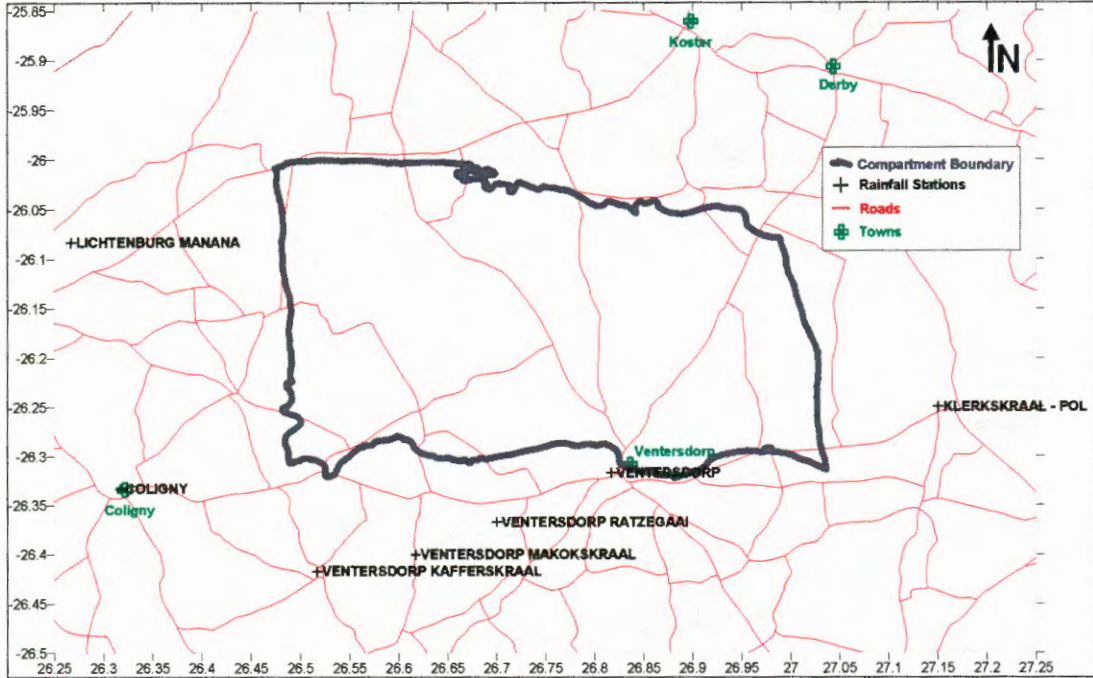 -25.85
Koster
N
-25.9
Derby
-25.95
-26
Compartment Boundary
Rainfall Stations
Roads
Towns
-26.05
LICHTENBURG MANANA
-26.1
-26.15
-26.2
-26.25
KLERKSKRAAL - POL
-26.3
Ventersdorp
VENTERSDORP
COLIGNY
-26.35
Coligny
VENTERSDORP RATZEGAAI
-26.4
VENTERSDORP MAKOKSKRAAL
VENTERSDORP KAFFERSKRAAL
-26.45
-26.5
26.25 26.3 26.35 26.4 26.45 26.5 26.55 26.6 26.65 26.7 26.75 26.8 26.85 26.9 26.95 27 27.05 27.1 27.15 27.2 27.25